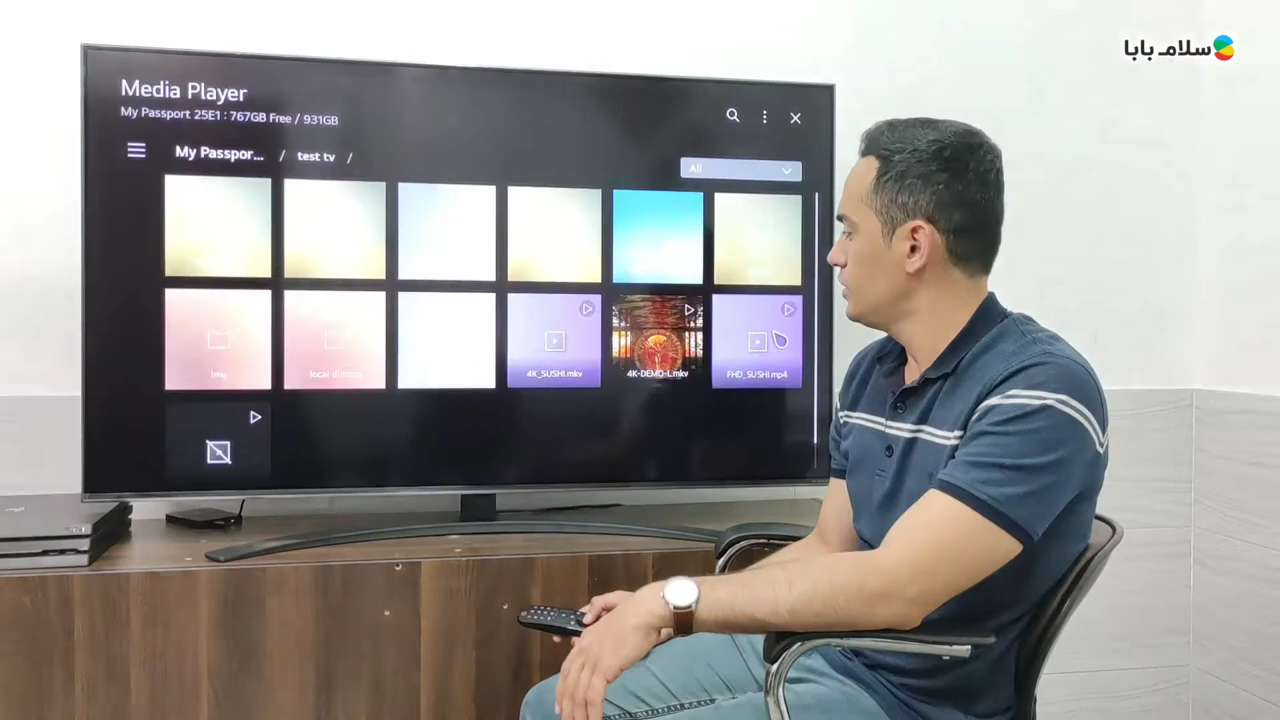 سلام بابا
Media Player
My Passport 25E1 : 767GB Free / 931GB
My Passpor... / test tv /
All
img
local dimming
4K_SUSHI.mkv
4K-DEMO-L.mkv
FHD_SUSHI.mp4